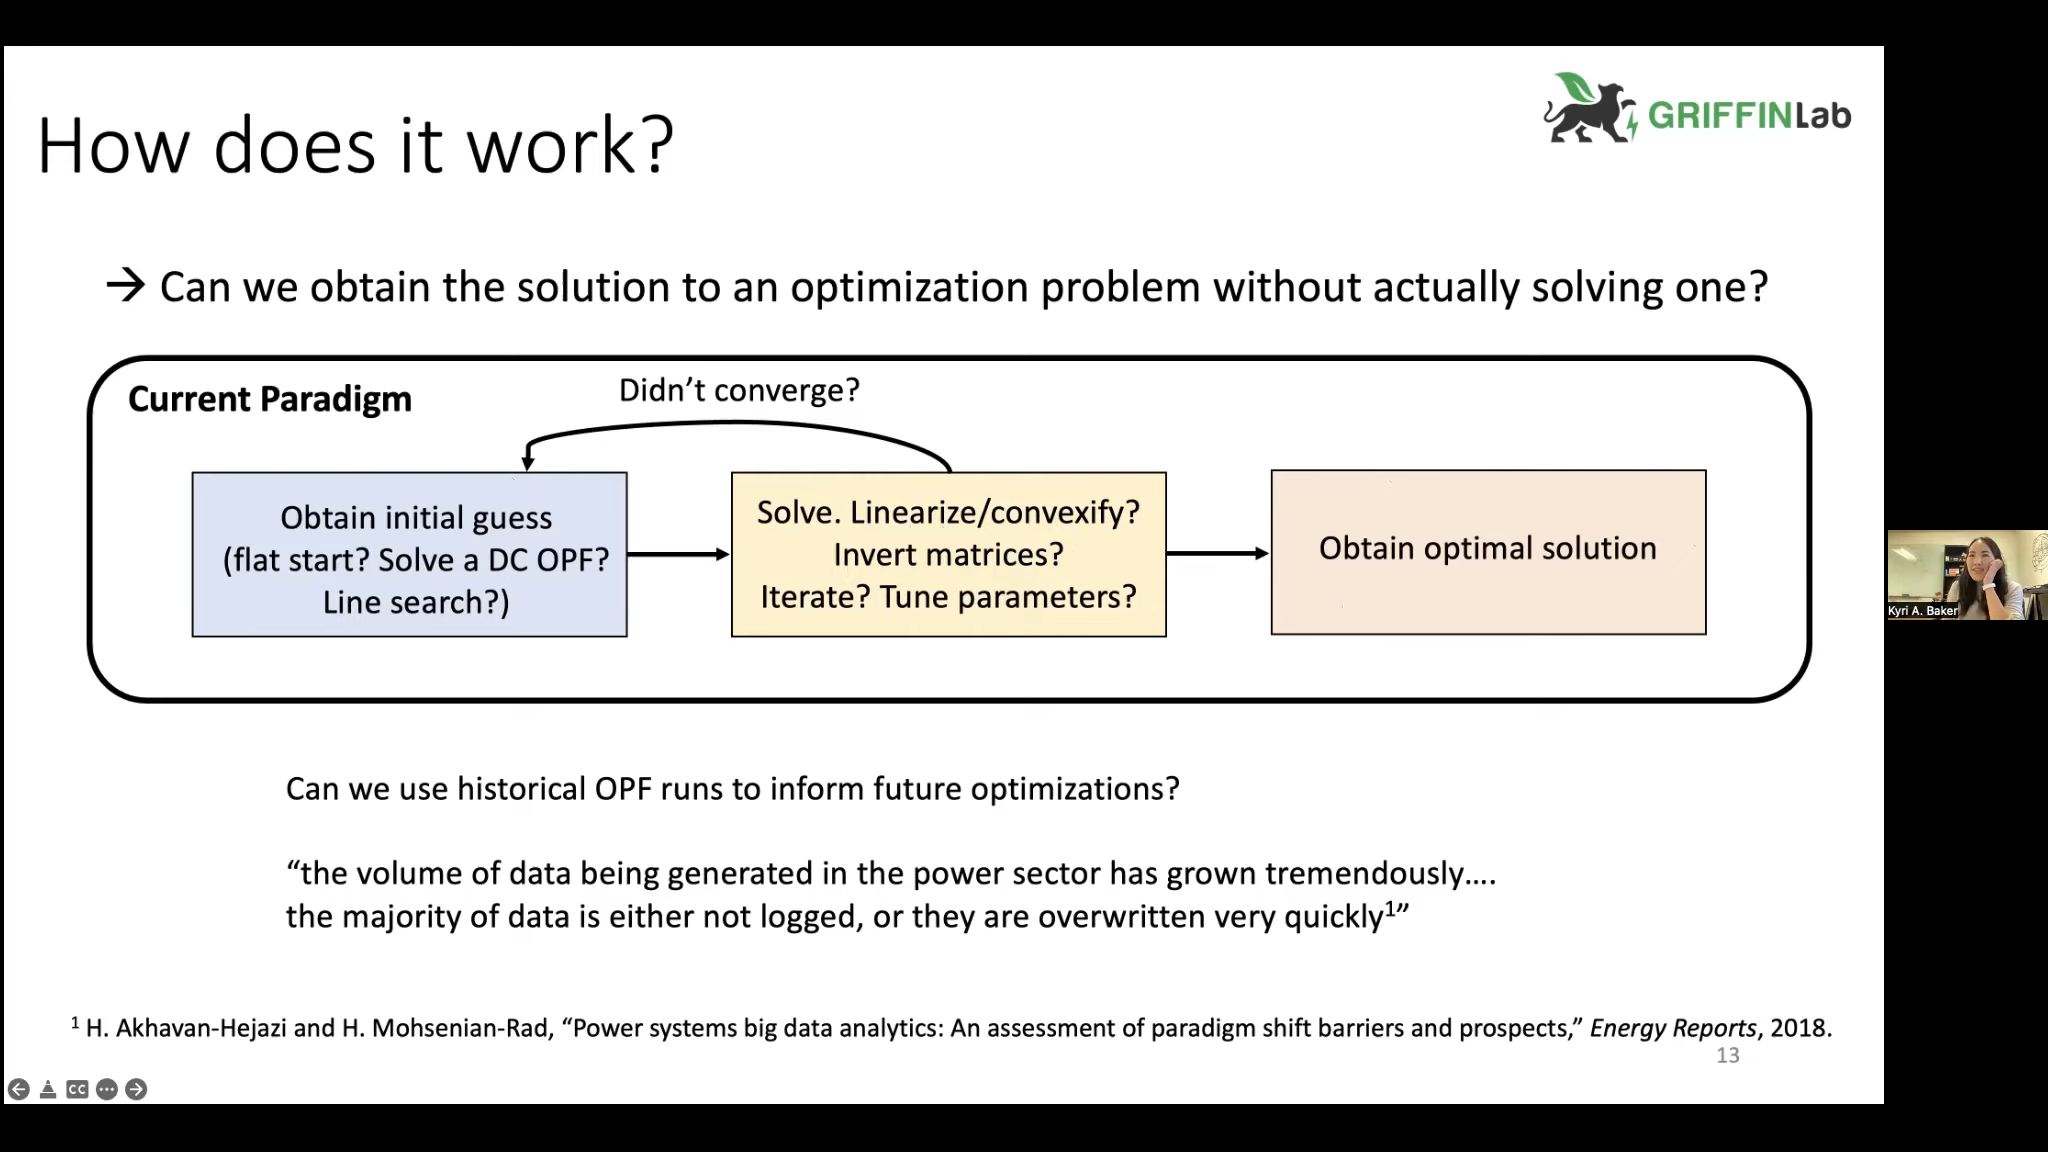 GRIFFINLab
How does it work?
→ Can we obtain the solution to an optimization problem without actually solving one?
Current Paradigm
Didn’t converge?
Obtain initial guess
(flat start? Solve a DC OPF?
Line search?)
Solve. Linearize/convexify?
Invert matrices?
Iterate? Tune parameters?
Obtain optimal solution
Kyri A. Baker
Can we use historical OPF runs to inform future optimizations?
“the volume of data being generated in the power sector has grown tremendously….
the majority of data is either not logged, or they are overwritten very quickly¹”
¹ H. Akhavan-Hejazi and H. Mohsenian-Rad, “Power systems big data analytics: An assessment of paradigm shift barriers and prospects,” Energy Reports, 2018.
13
CC